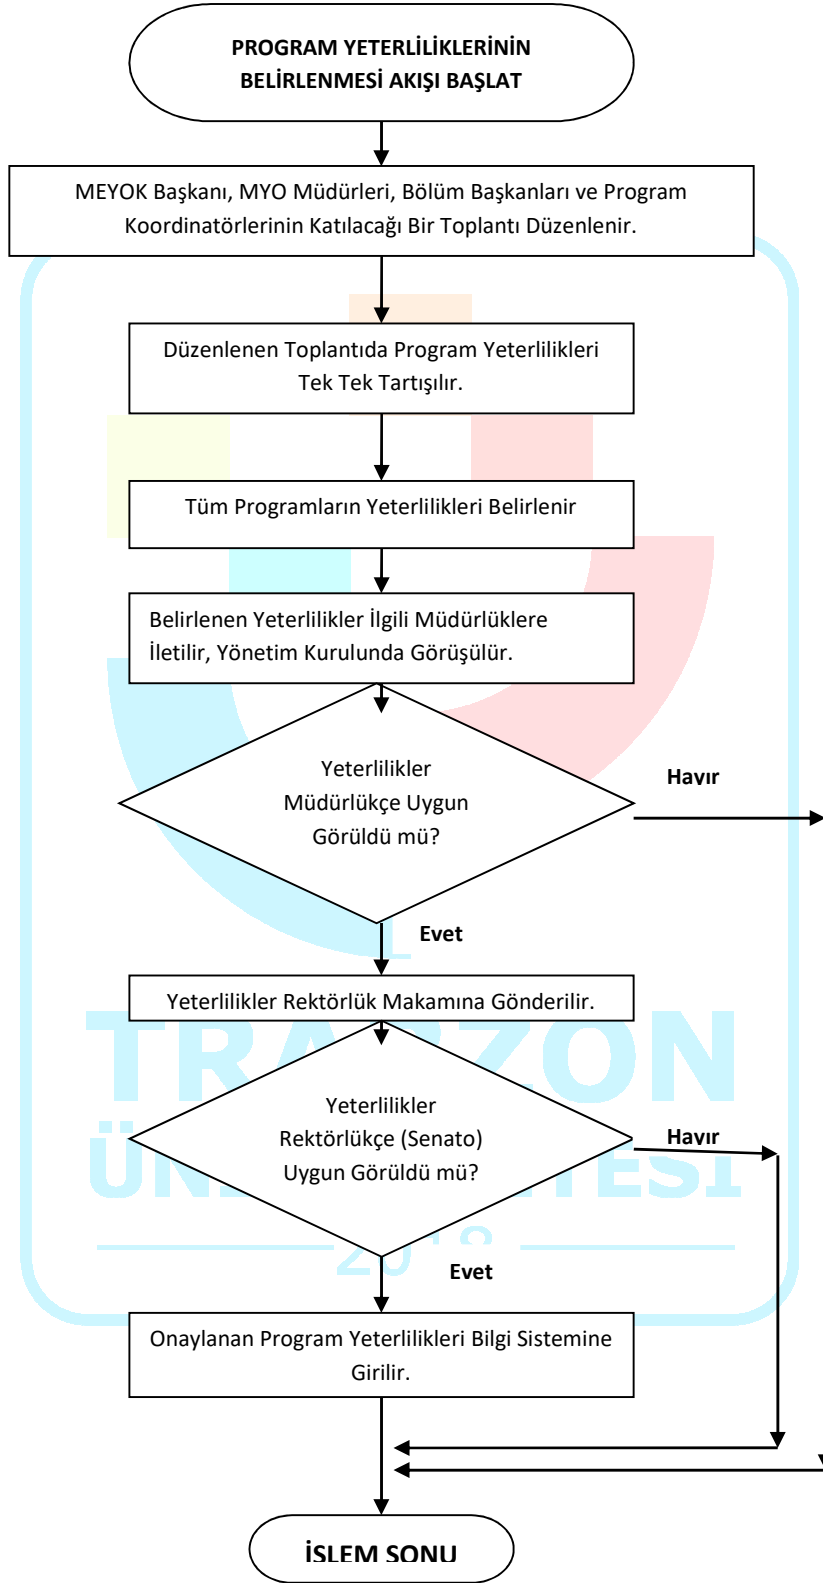 PROGRAM YETERLİLİKLERİNİN
BELİRLENMESİ AKIŞI BAŞLAT
MEYOK Başkanı, MYO Müdürleri, Bölüm Başkanları ve Program
Koordinatörlerinin Katılacağı Bir Toplantı Düzenlenir.
Düzenlenen Toplantıda Program Yeterlilikleri
Tek Tek Tartışılır.
Tüm Programların Yeterlilikleri Belirlenir
Belirlenen Yeterlilikler İlgili Müdürlüklere
İletilir, Yönetim Kurulunda Görüşülür.
Yeterlilikler
Müdürlükçe Uygun
Görüldü mü?
Hayır
Evet
Yeterlilikler Rektörlük Makamına Gönderilir.
Yeterlilikler
Rektörlükçe (Senato)
Uygun Görüldü mü?
Hayır
Evet
Onaylanan Program Yeterlilikleri Bilgi Sistemine
Girilir.
İŞLEM SONU